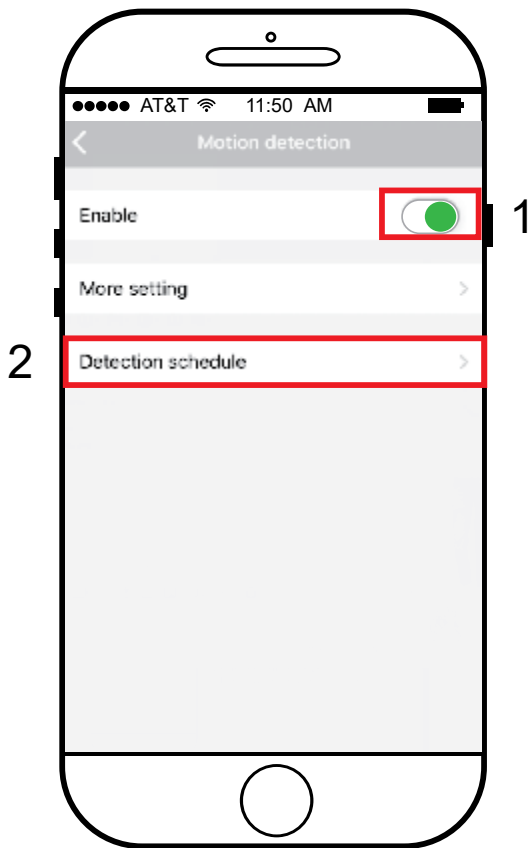 AT&T 11:50 AM
Motion detection
Enable
1
More setting
2
Detection schedule